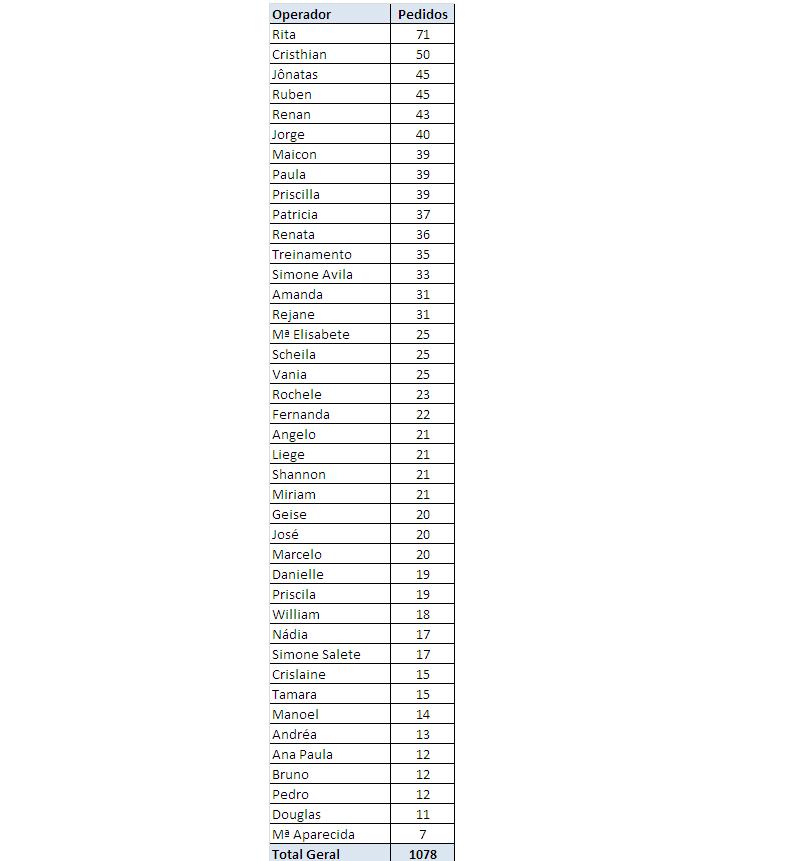 Operador Pedidos
Rita 71
Cristhian 50
Jônatas 45
Ruben 45
Renan 43
Jorge 40
Maicon 39
Paula 39
Priscilla 39
Patricia 37
Renata 36
Treinamento 35
Simone Avila 33
Amanda 31
Rejane 31
Mª Elisabete 25
Scheila 25
Vania 25
Rochele 23
Fernanda 22
Angelo 21
Liege 21
Shannon 21
Miriam 21
Geise 20
José 20
Marcelo 20
Danielle 19
Priscila 19
William 18
Nádia 17
Simone Salete 17
Crislaine 15
Tamara 15
Manoel 14
Andréa 13
Ana Paula 12
Bruno 12
Pedro 12
Douglas 11
Mª Aparecida 7
Total Geral 1078